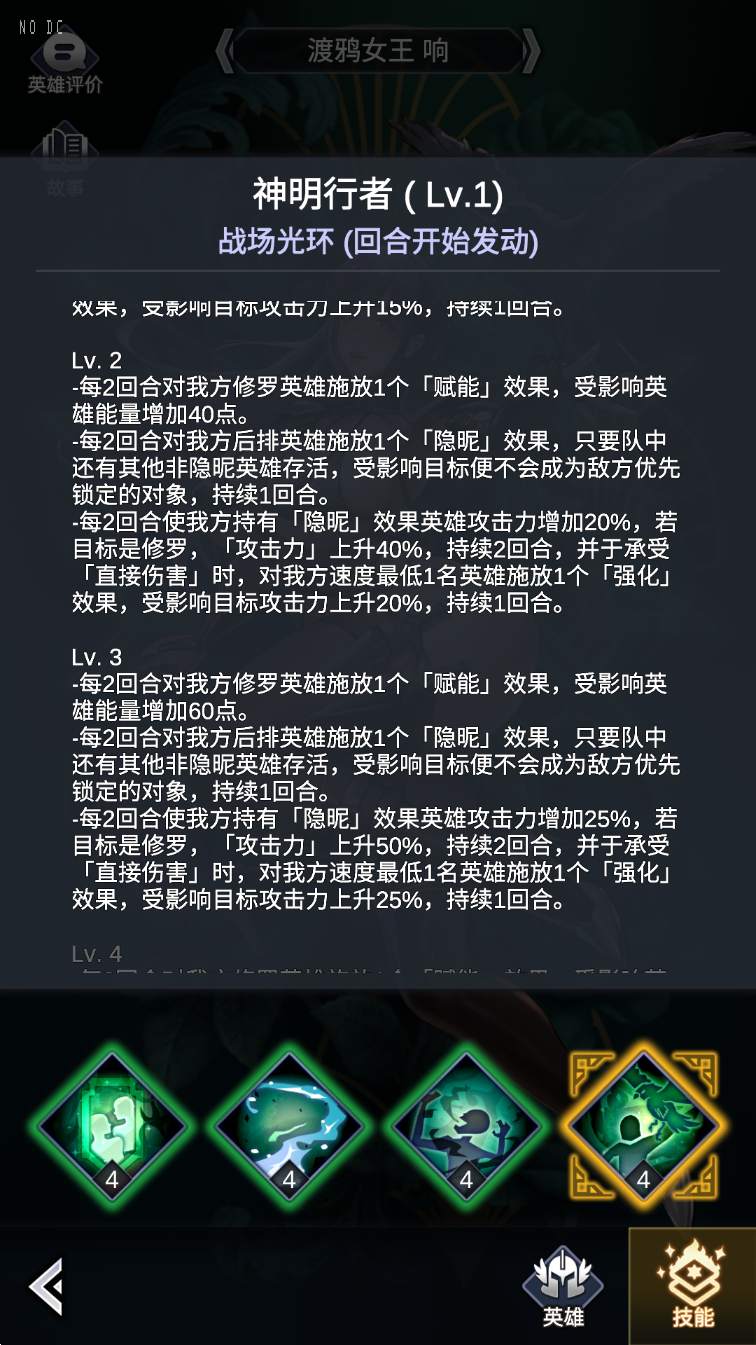 NO DC
渡鸦女王 响
英雄评价
故事
神明行者 ( Lv.1)
战场光环 (回合开始发动)
效果，受影响目标攻击力上升15%，持续1回合。
Lv. 2
-每2回合对我方修罗英雄施放1个「赋能」效果，受影响英
雄能量增加40点。
-每2回合对我方后排英雄施放1个「隐昵」效果，只要队中
还有其他非隐昵英雄存活，受影响目标便不会成为敌方优先
锁定的对象，持续1回合。
-每2回合使我方持有「隐昵」效果英雄攻击力增加20%，若
目标是修罗，「攻击力」上升40%，持续2回合，并于承受
「直接伤害」时，对我方速度最低1名英雄施放1个「强化」
效果，受影响目标攻击力上升20%，持续1回合。
Lv. 3
-每2回合对我方修罗英雄施放1个「赋能」效果，受影响英
雄能量增加60点。
-每2回合对我方后排英雄施放1个「隐昵」效果，只要队中
还有其他非隐昵英雄存活，受影响目标便不会成为敌方优先
锁定的对象，持续1回合。
-每2回合使我方持有「隐昵」效果英雄攻击力增加25%，若
目标是修罗，「攻击力」上升50%，持续2回合，并于承受
「直接伤害」时，对我方速度最低1名英雄施放1个「强化」
效果，受影响目标攻击力上升25%，持续1回合。
Lv. 4
4
4
4
4
英雄
技能